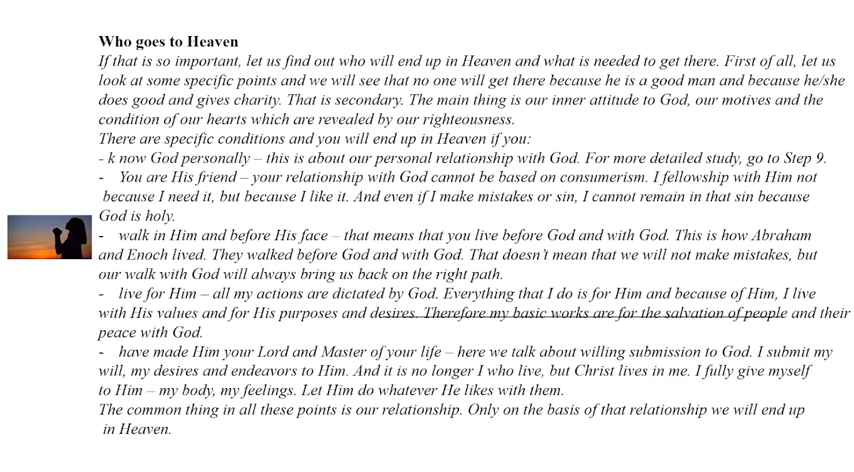 Who goes to Heaven
If that is so important, let us find out who will end up in Heaven and what is needed to get there. First of all, let us
look at some specific points and we will see that no one will get there because he is a good man and because he/she
does good and gives charity. That is secondary. The main thing is our inner attitude to God, our motives and the
condition of our hearts which are revealed by our righteousness.
There are specific conditions and you will end up in Heaven if you:
- k now God personally – this is about our personal relationship with God. For more detailed study, go to Step 9.
- You are His friend – your relationship with God cannot be based on consumerism. I fellowship with Him not
because I need it, but because I like it. And even if I make mistakes or sin, I cannot remain in that sin because
God is holy.
- walk in Him and before His face – that means that you live before God and with God. This is how Abraham
and Enoch lived. They walked before God and with God. That doesn't mean that we will not make mistakes, but
our walk with God will always bring us back on the right path.
- live for Him – all my actions are dictated by God. Everything that I do is for Him and because of Him, I live
with His values and for His purposes and desires. Therefore my basic works are for the salvation of people and their
peace with God.
- have made Him your Lord and Master of your life – here we talk about willing submission to God. I submit my
will, my desires and endeavors to Him. And it is no longer I who live, but Christ lives in me. I fully give myself
to Him – my body, my feelings. Let Him do whatever He likes with them.
The common thing in all these points is our relationship. Only on the basis of that relationship we will end up
in Heaven.